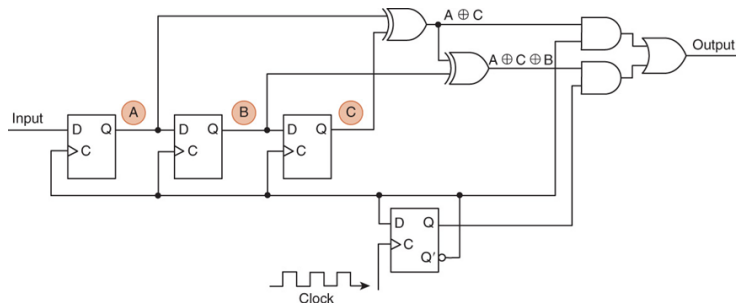 A ⊕ C
A ⊕ C ⊕ B
Output
Input
A
B
C
D Q
C
D Q
C
D Q
C
D Q
C
Q'
Clock